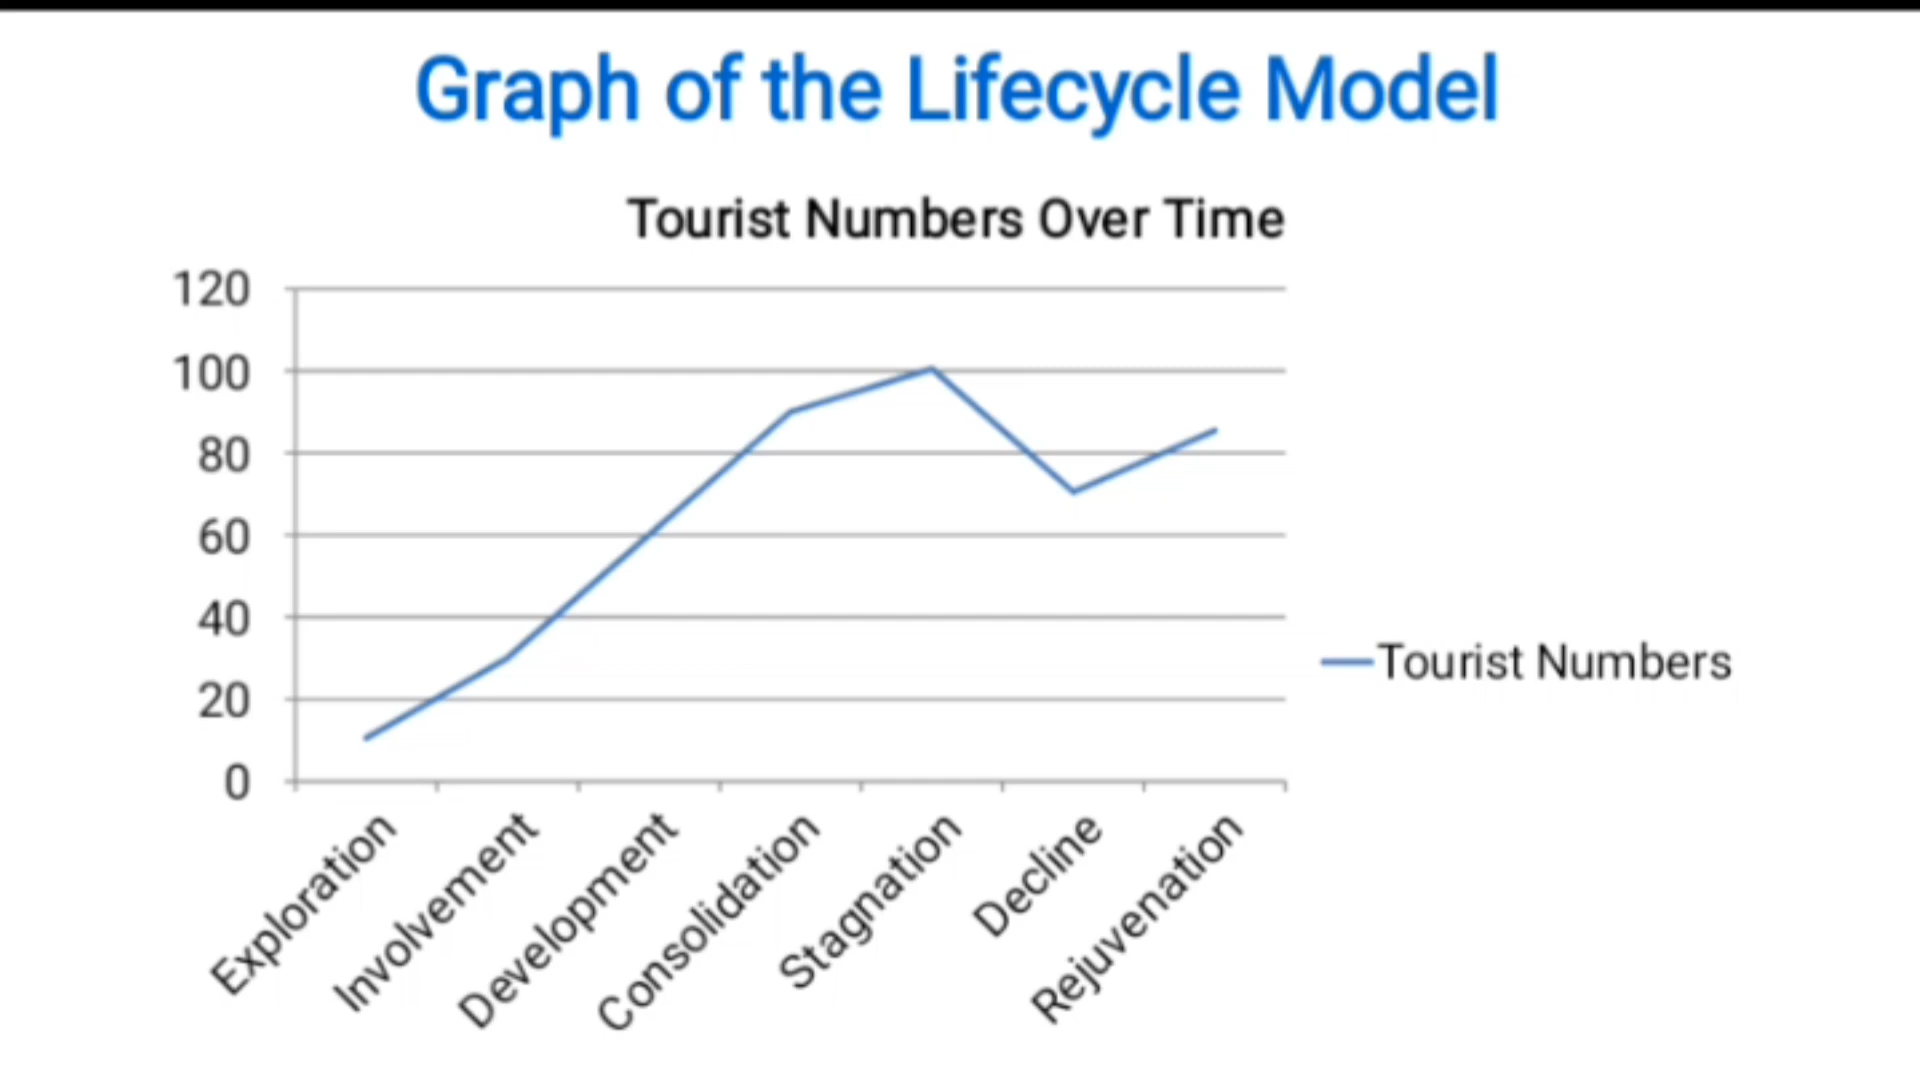 Graph of the Lifecycle Model
Tourist Numbers Over Time
120
100
80
60
40
20
0
Exploration
Involvement
Development
Consolidation
Stagnation
Decline
Rejuvenation
Tourist Numbers